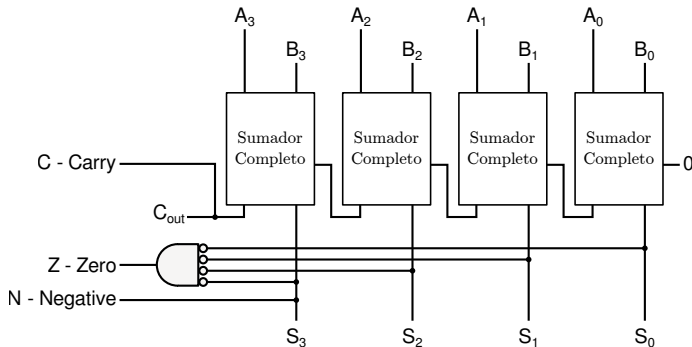 A3 A2 A1 A0
B3 B2 B1 B0
Sumador Completo
Sumador Completo
Sumador Completo
Sumador Completo
C - Carry
0
Cout
Z - Zero
N - Negative
S3 S2 S1 S0